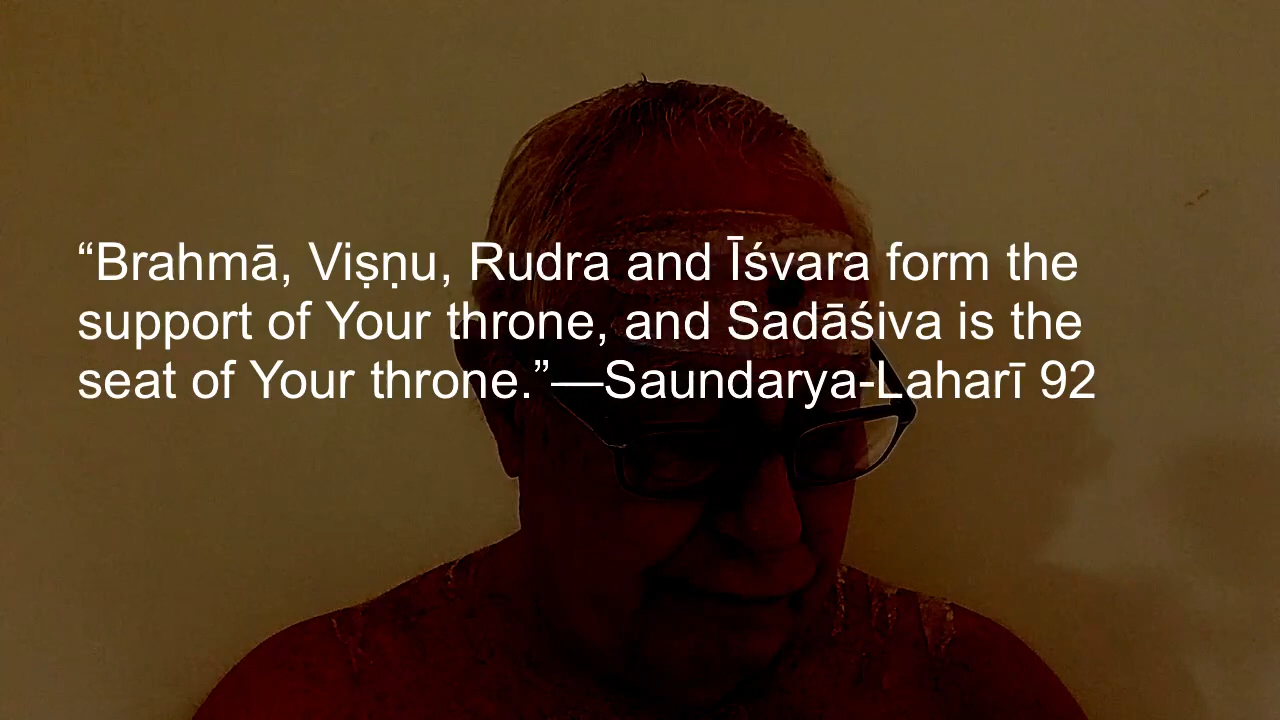 “Brahmā, Viṣṇu, Rudra and Īśvara form the
support of Your throne, and Sadāśiva is the
seat of Your throne.”—Saundarya-Laharī 92